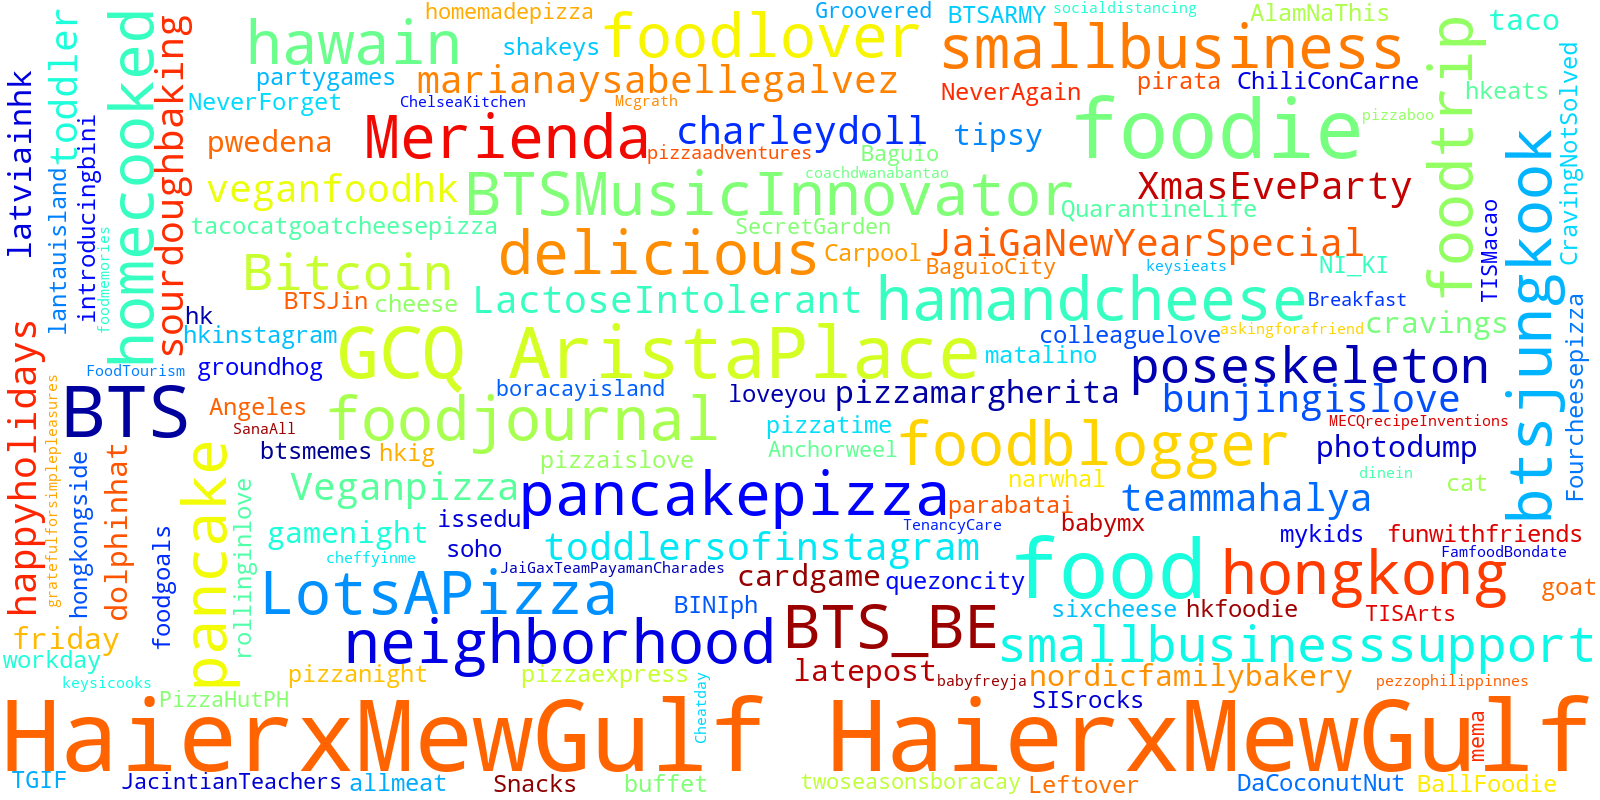 homemadepizza
Groovered
BTSARMY
socialdistancing
AlamNaThis
taco
hawain
shakeys
foodlover
smallbusiness
foodtrip
toddler
homecooked
sourdoughbaking
latviainhk
partygames
marianaysabellegalvez
NeverAgain
pirata
ChiliConCarne
hkeats
CravingNotSolved
NeverForget
ChelseaKitchen
Mcgrath
foodie
pizzaboo
pwedena
Merienda
charleydoll
tipsy
pizzaadventures
Baguio
coachdwanabantao
btsjungkook
lantauisland
introducingbini
foodmemories
veganfoodhk
BTSMusicInnovator
XmasEveParty
QuarantineLife
TISMacao
tacocatgoatcheesepizza
SecretGarden
delicious
Carpool
JaiGaNewYearSpecial
BaguioCity
keysieats
NI_KI
Bitcoin
BTSJin
cheese
LactoseIntolerant
hamandcheese
Breakfast
hk
hkinstagram
GCQ AristaPlace
colleaguelove
askingforafriend
cravings
Fourcheesepizza
happyholidays
FoodTourism
groundhog
matalino
poseskeleton
gratefulforsimplepleasures
BTS
boracayisland
loveyou
pizzamargherita
bunjingislove
Angeles
SanaAll
foodjournal
pizzatime
MECQrecipeInventions
btsmemes
hkig
pizzaislove
Anchorweel
foodblogger
photodump
hongkongside
dolphinhat
pancake
rollinginlove
Veganpizza
pancakepizza
narwhal
dinein
cat
parabatai
teammahalya
foodgoals
gamenight
issedu
TenancyCare
babymx
mykids
funwithfriends
cheffyinme
soho
toddlersofinstagram
food
FamfoodBondate
JaiGaxTeamPayamanCharades
cardgame
quezoncity
hongkong
goat
LotsAPizza
BINIph
BTS_BE
sixcheese
hkfoodie
TISArts
friday
neighborhood
smallbusinesssupport
workday
pizzanight
pizzaexpress
latepost
babyfreyja
nordicfamilybakery
pezzophilippinnes
keysicooks
PizzaHutPH
Cheatday
SISrocks
HaierxMewGulf
HaierxMewGulf
mema
TGIF
JacintianTeachers
allmeat
Snacks
buffet
twoseasonsboracay
Leftover
DaCoconutNut
BallFoodie